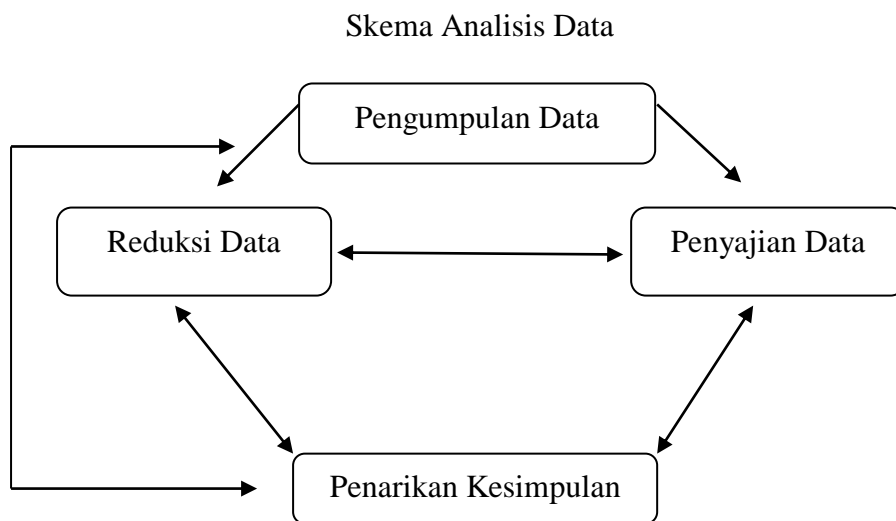 Skema Analisis Data
Pengumpulan Data
Reduksi Data
Penyajian Data
Penarikan Kesimpulan